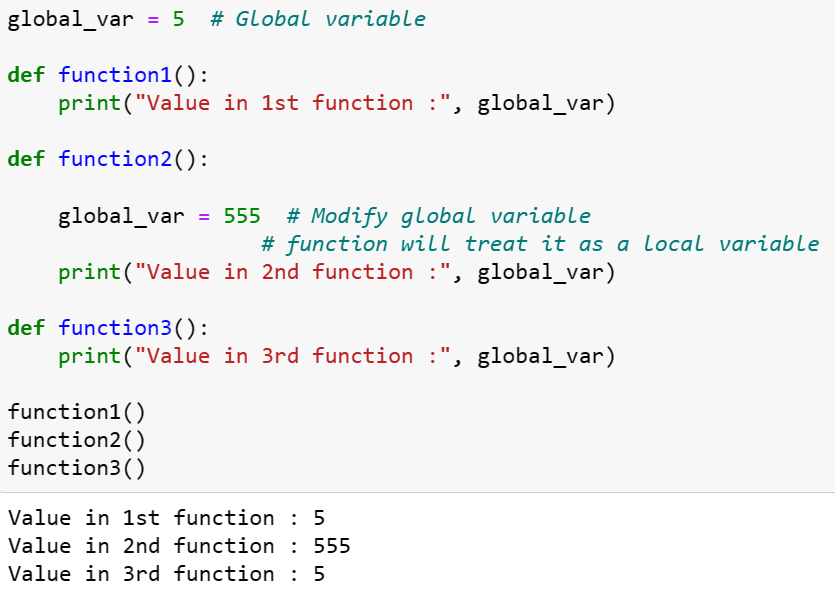 global_var = 5  # Global variable
def function1():
    print("Value in 1st function :", global_var)
def function2():
    global_var = 555  # Modify global variable
                    # function will treat it as a local variable
    print("Value in 2nd function :", global_var)
def function3():
    print("Value in 3rd function :", global_var)
function1()
function2()
function3()
Value in 1st function : 5
Value in 2nd function : 555
Value in 3rd function : 5